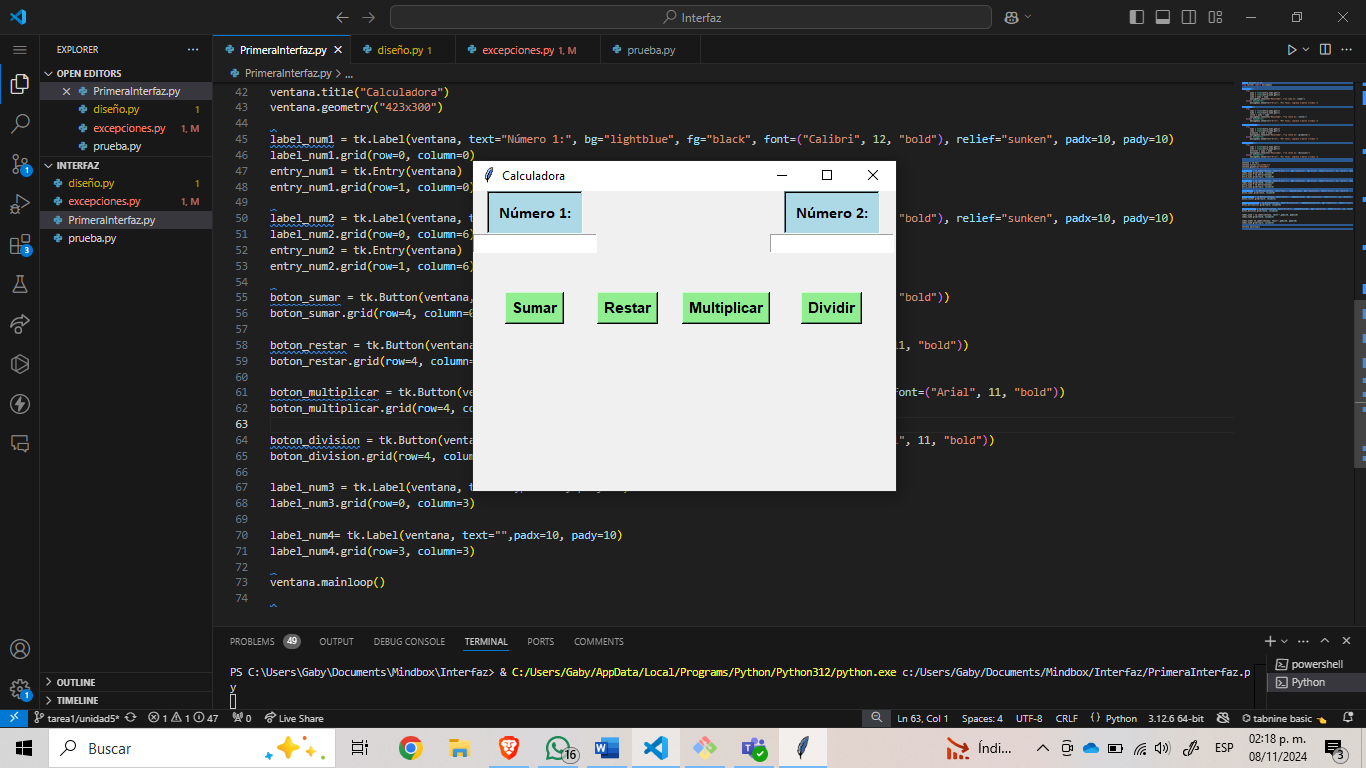 Interfaz
EXPLORER
OPEN EDITORS
PrimeraInterfaz.py
diseño.py 1
excepciones.py 1, M
prueba.py
INTERFAZ
diseño.py 1
excepciones.py 1, M
PrimeraInterfaz.py
prueba.py
OUTLINE
TIMELINE
PrimeraInterfaz.py diseño.py 1 excepciones.py 1, M prueba.py
PrimeraInterfaz.py > ...
42 ventana.title("Calculadora")
43 ventana.geometry("423x300")
44
45 label_num1 = tk.Label(ventana, text="Número 1:", bg="lightblue", fg="black", font=("Calibri", 12, "bold"), relief="sunken", padx=10, pady=10)
46 label_num1.grid(row=0, column=0)
47 entry_num1 = tk.Entry(ventana)
48 entry_num1.grid(row=1, column=0)
49
50 label_num2 = tk.Label(ventana, "bold"), relief="sunken", padx=10, pady=10)
51 label_num2.grid(row=0, column=6)
52 entry_num2 = tk.Entry(ventana)
53 entry_num2.grid(row=1, column=6)
54
55 boton_sumar = tk.Button(ventana, "bold"))
56 boton_sumar.grid(row=4, column=
57
58 boton_restar = tk.Button(ventana 11, "bold"))
59 boton_restar.grid(row=4, column=
60
61 boton_multiplicar = tk.Button(ve font=("Arial", 11, "bold"))
62 boton_multiplicar.grid(row=4, co
63
64 boton_division = tk.Button(venta ", 11, "bold"))
65 boton_division.grid(row=4, colu
66
67 label_num3 = tk.Label(ventana,
68 label_num3.grid(row=0, column=3)
69
70 label_num4= tk.Label(ventana, text="",padx=10, pady=10)
71 label_num4.grid(row=3, column=3)
72
73 ventana.mainloop()
74
Calculadora
Número 1: Número 2:
Sumar Restar Multiplicar Dividir
PROBLEMS 49 OUTPUT DEBUG CONSOLE TERMINAL PORTS COMMENTS
PS C:\Users\Gaby\Documents\Mindbox\Interfaz> & C:/Users/Gaby/AppData/Local/Programs/Python/Python312/python.exe c:/Users/Gaby/Documents/Mindbox/Interfaz/PrimeraInterfaz.p
y
powershell
Python
1
3
1
tarea1/unidad5* 1 1 47 0 Live Share Ln 63, Col 1 Spaces: 4 UTF-8 CRLF Python 3.12.6 64-bit tabnine basic
Buscar 16 Índi... ESP 02:18 p. m.
08/11/2024 3